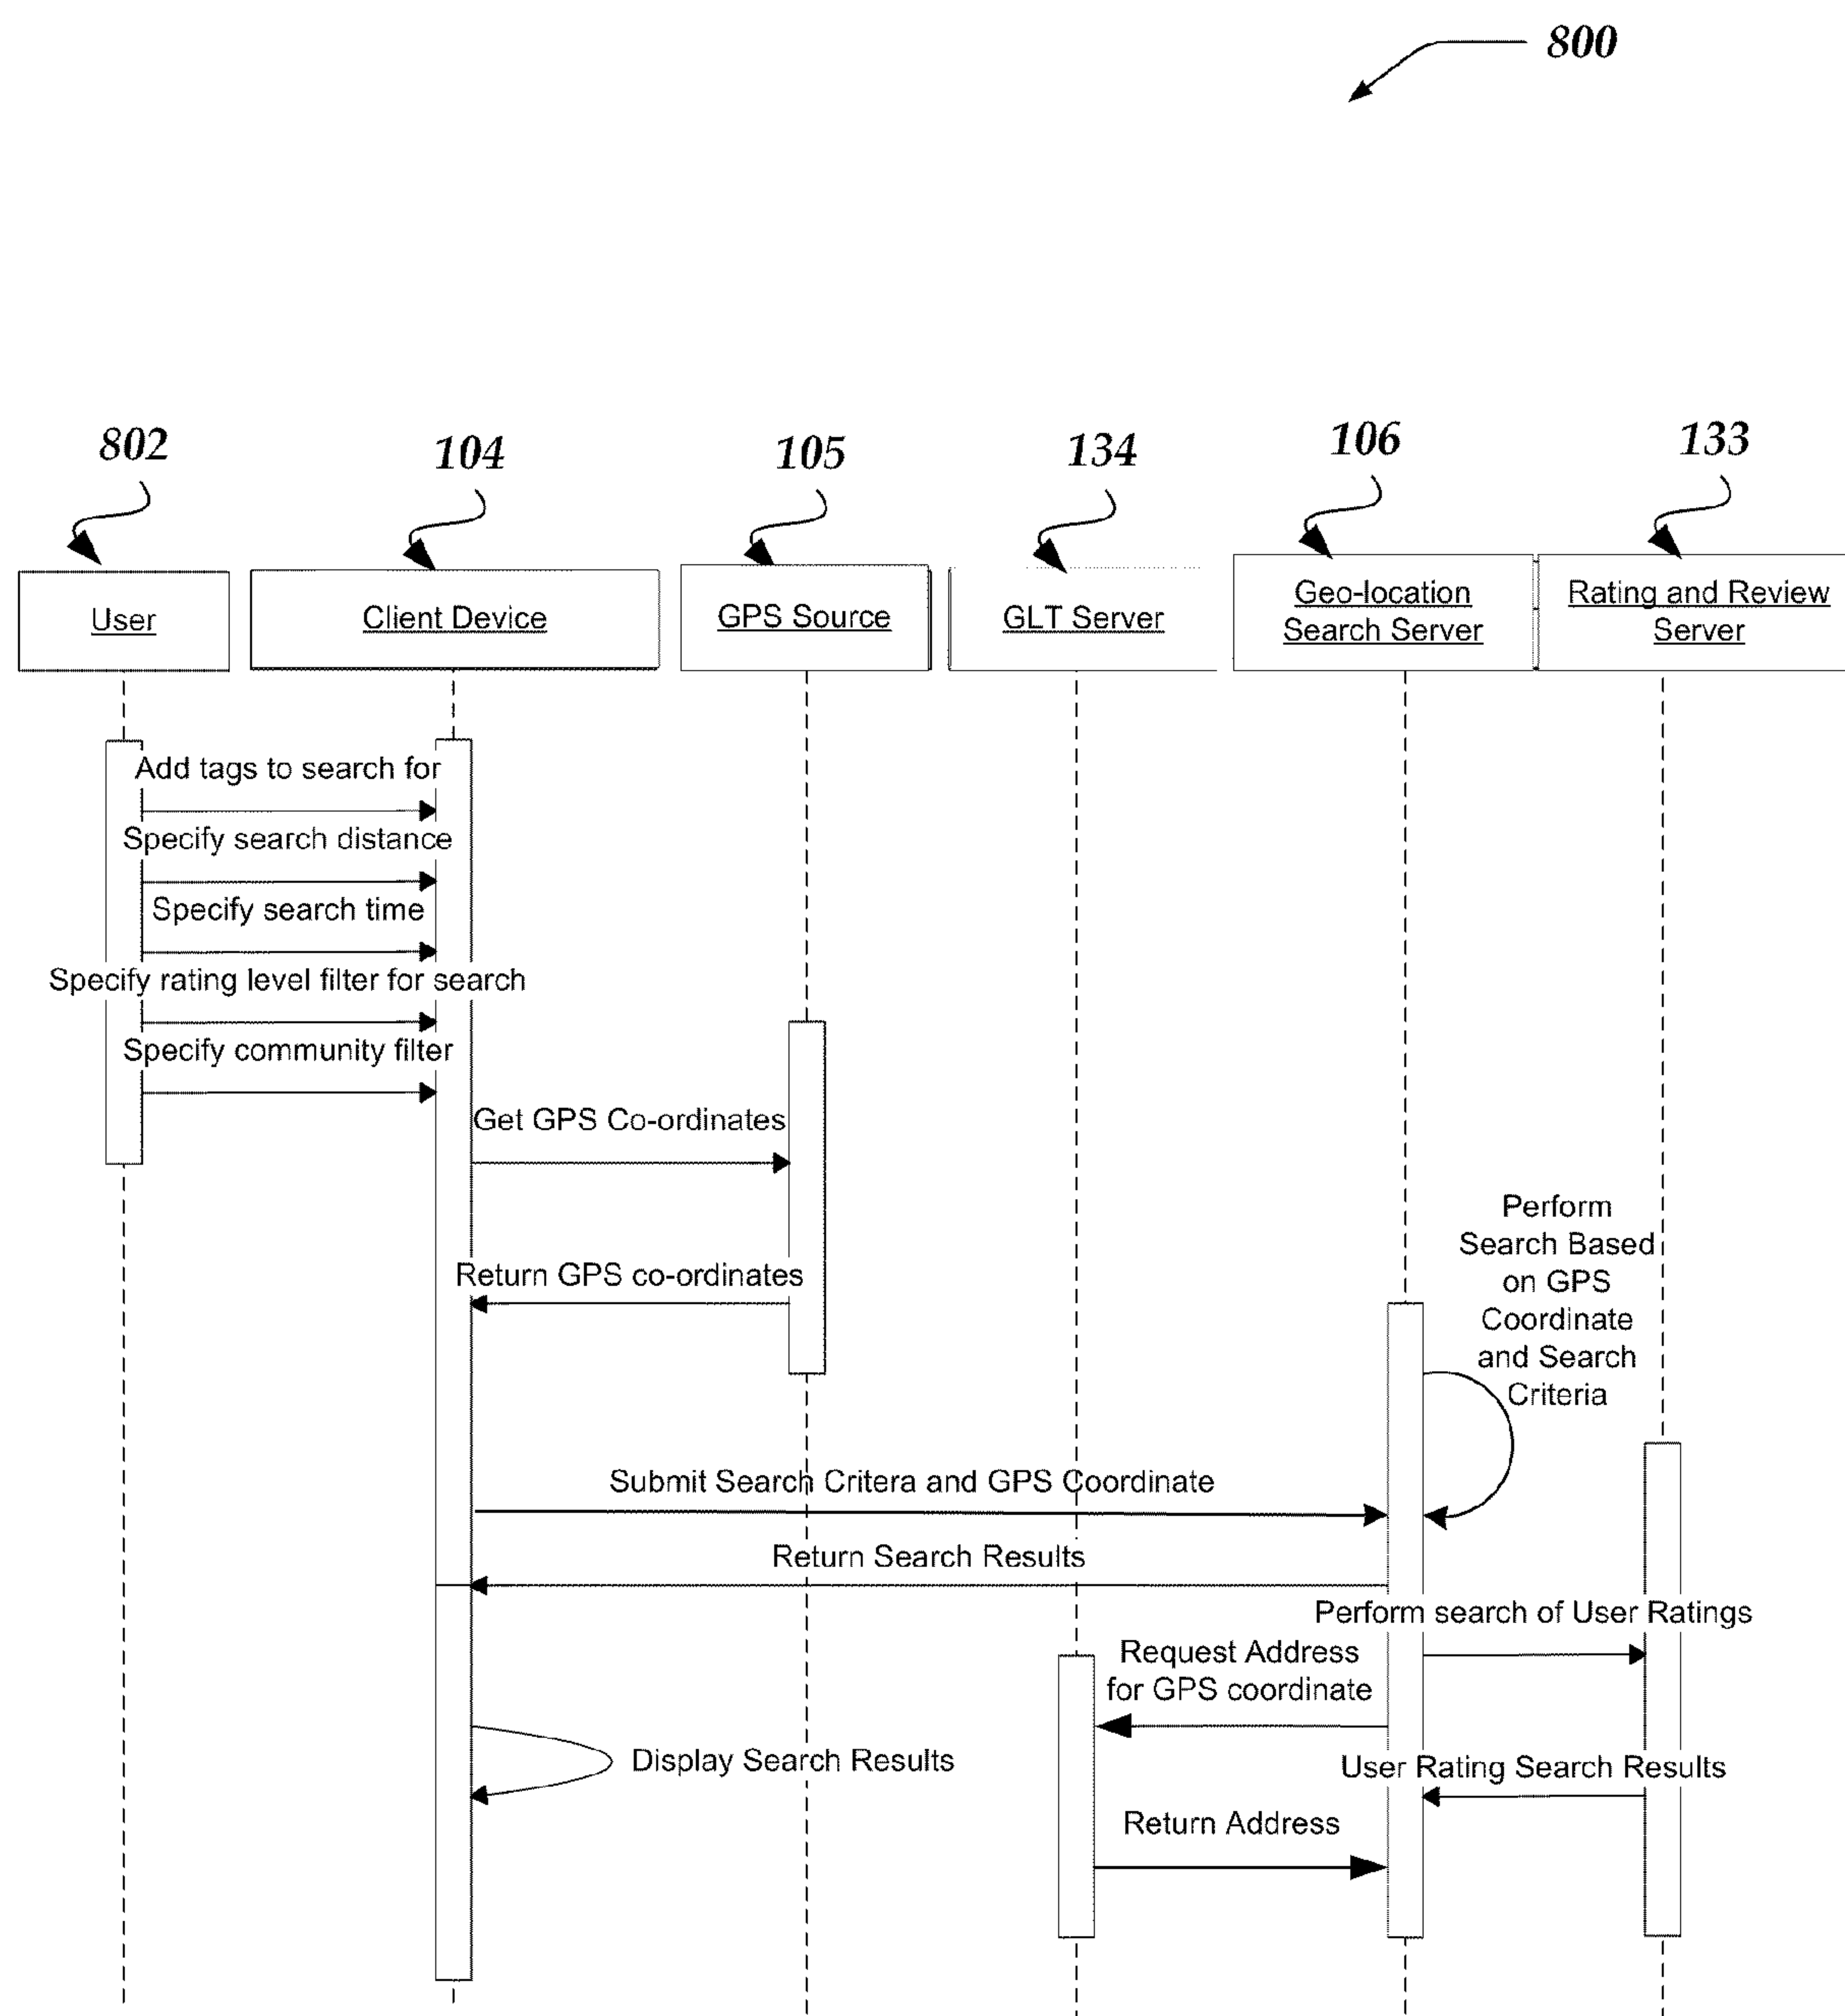 800
802
104
105
134
106
133
User
Client Device
GPS Source
GLT Server
Geo-location
Search Server
Rating and Review
Server
Add tags to search for
Specify search distance
Specify search time
Specify rating level filter for search
Specify community filter
Get GPS Co-ordinates
Return GPS co-ordinates
Perform
Search Based
on GPS
Coordinate
and Search
Criteria
Submit Search Critera and GPS Coordinate
Return Search Results
Perform search of User Ratings
Request Address
for GPS coordinate
Display Search Results
User Rating Search Results
Return Address